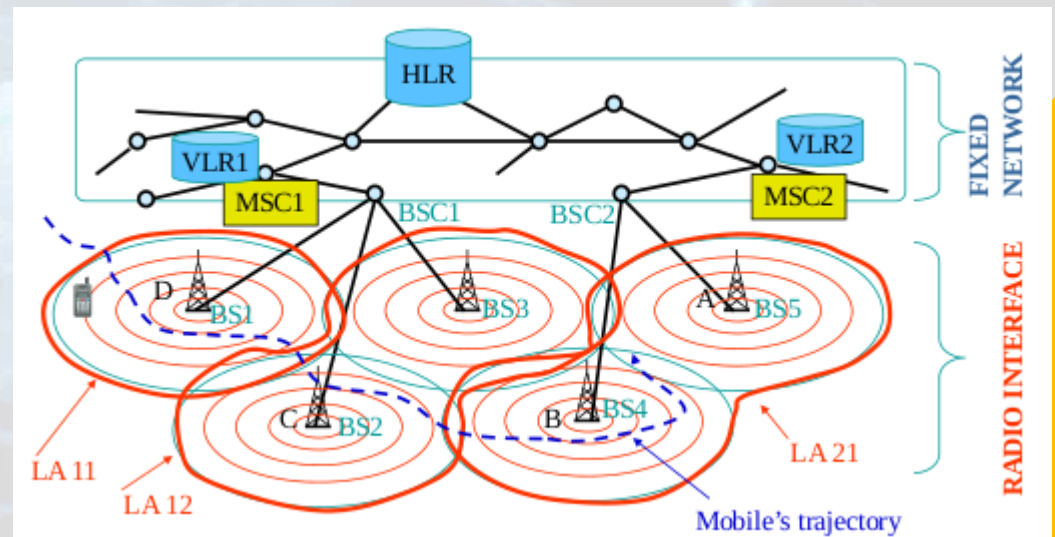 HLR
VLR1
VLR2
MSC1
MSC2
BSC1
BSC2
FIXED
NETWORK
D
BS1
BS3
A
BS5
C
BS2
B
BS4
LA 11
LA 12
LA 21
Mobile's trajectory
RADIO INTERFACE